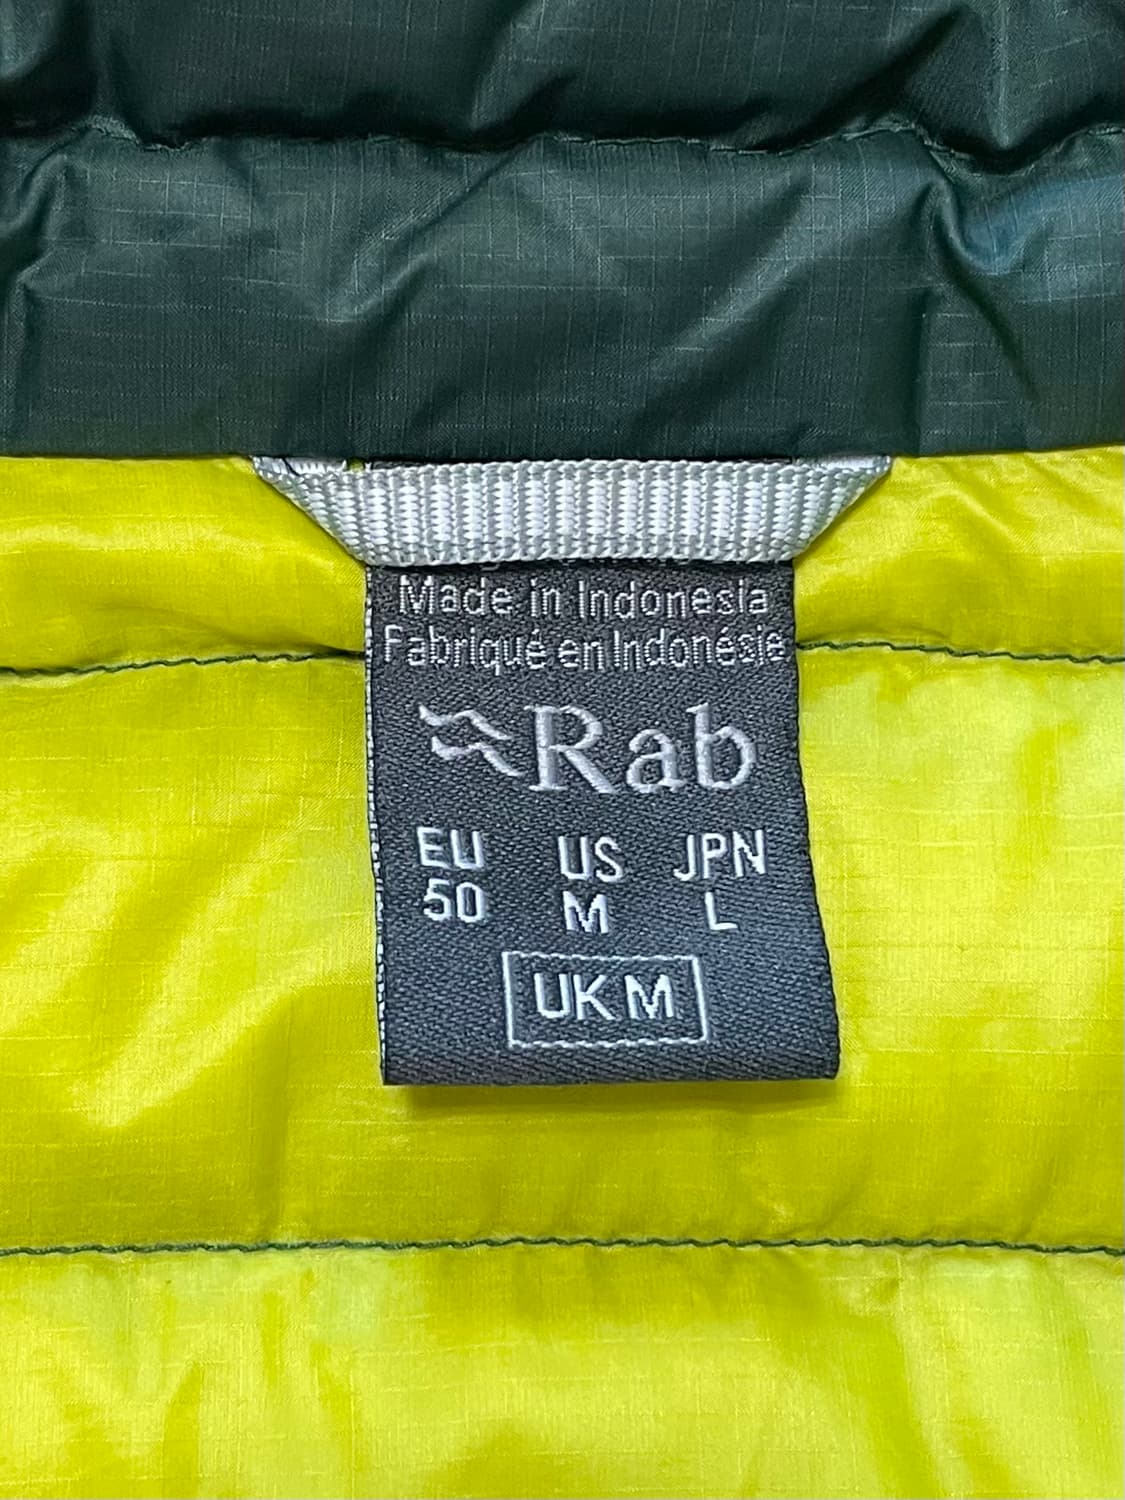 Made in Indonesia
Fabriqué en Indonésie
Rab
EU US JPN
50 M L
UK M